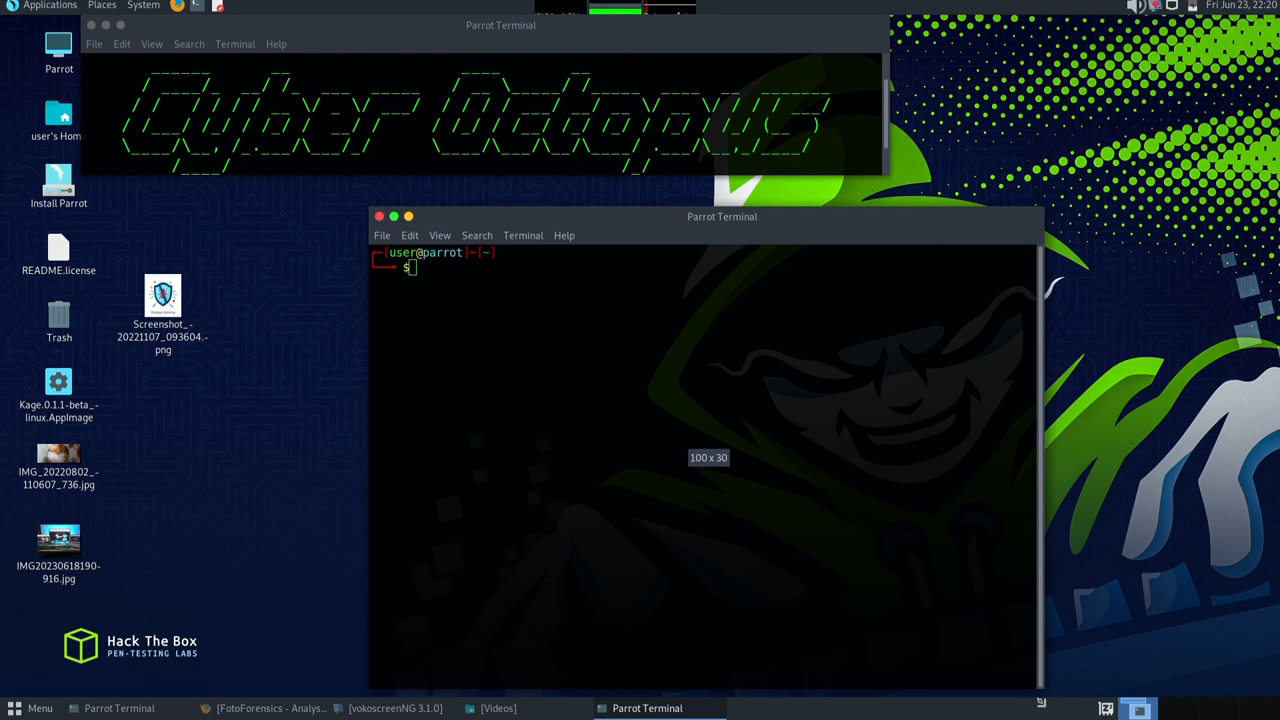 Applications Places System
Fri Jun 23, 22:20
Parrot Terminal
File Edit View Search Terminal Help
Cyber Octopus
Parrot
user's Hom
Install Parrot
README.license
Trash
Screenshot_-
20221107_093604.-
png
Kage.0.1.1-beta_-
linux.AppImage
IMG_20220802_-
110607_736.jpg
IMG20230618190-
916.jpg
Hack The Box
PEN-TESTING LABS
Parrot Terminal
File Edit View Search Terminal Help
┌─[user@parrot]─[~]
└──╼ $
100 x 30
Menu Parrot Terminal [FotoForensics - Analys... [vokoscreenNG 3.1.0] [Videos] Parrot Terminal